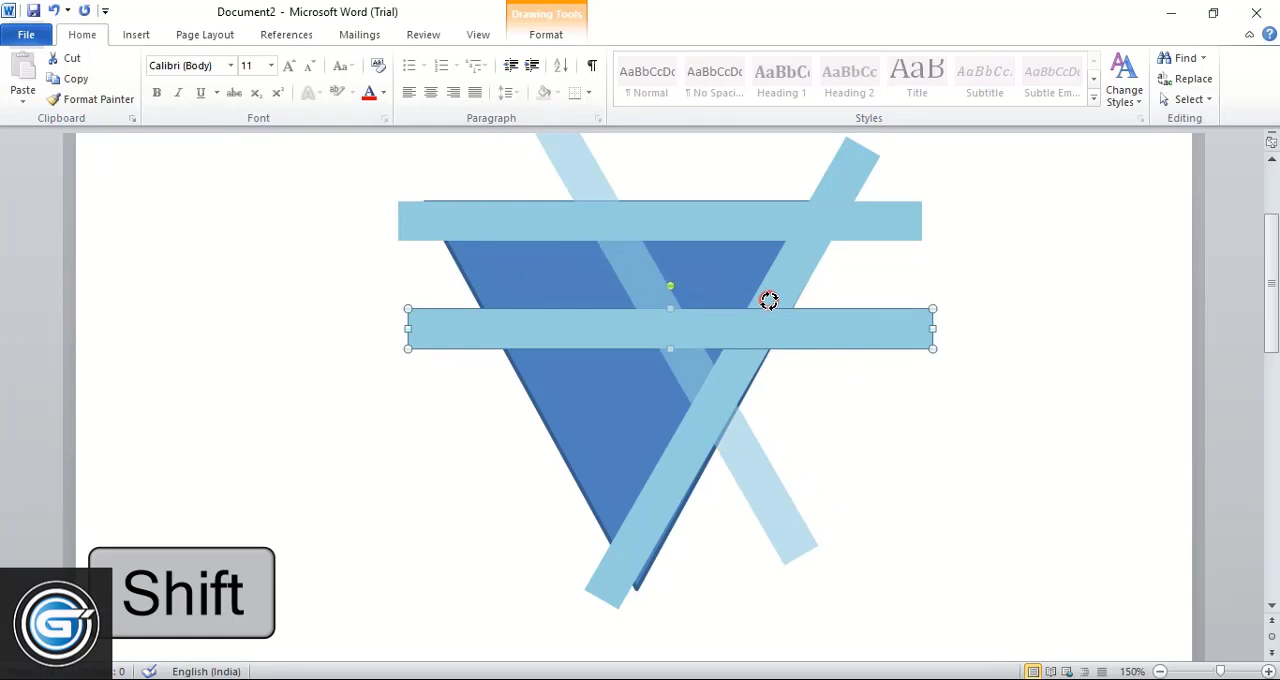 Document2 - Microsoft Word (Trial)
Drawing Tools
File Home Insert Page Layout References Mailings Review View Format
Paste
Cut
Copy
Format Painter
Clipboard
Calibri (Body) 11
Font
Paragraph
AaBbCcDc AaBbCcDc AaBbCc AaBbCc AaB AaBbCc. AaBbCcDc
¶ Normal ¶ No Spaci... Heading 1 Heading 2 Title Subtitle Subtle Em...
Change
Styles
Styles
Find
Replace
Select
Editing
Shift
: 0 English (India) 150%